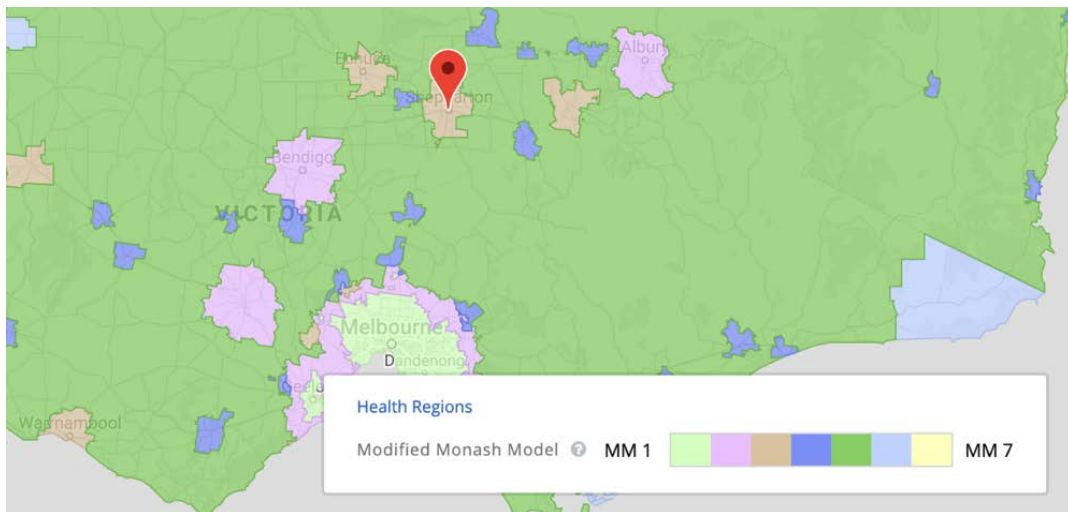 Albury
Echuca
Shepparton
Bendigo
VICTORIA
Melbourne
Dandenong
D
Warrnambool
Health Regions
Modified Monash Model ? MM 1 MM 7